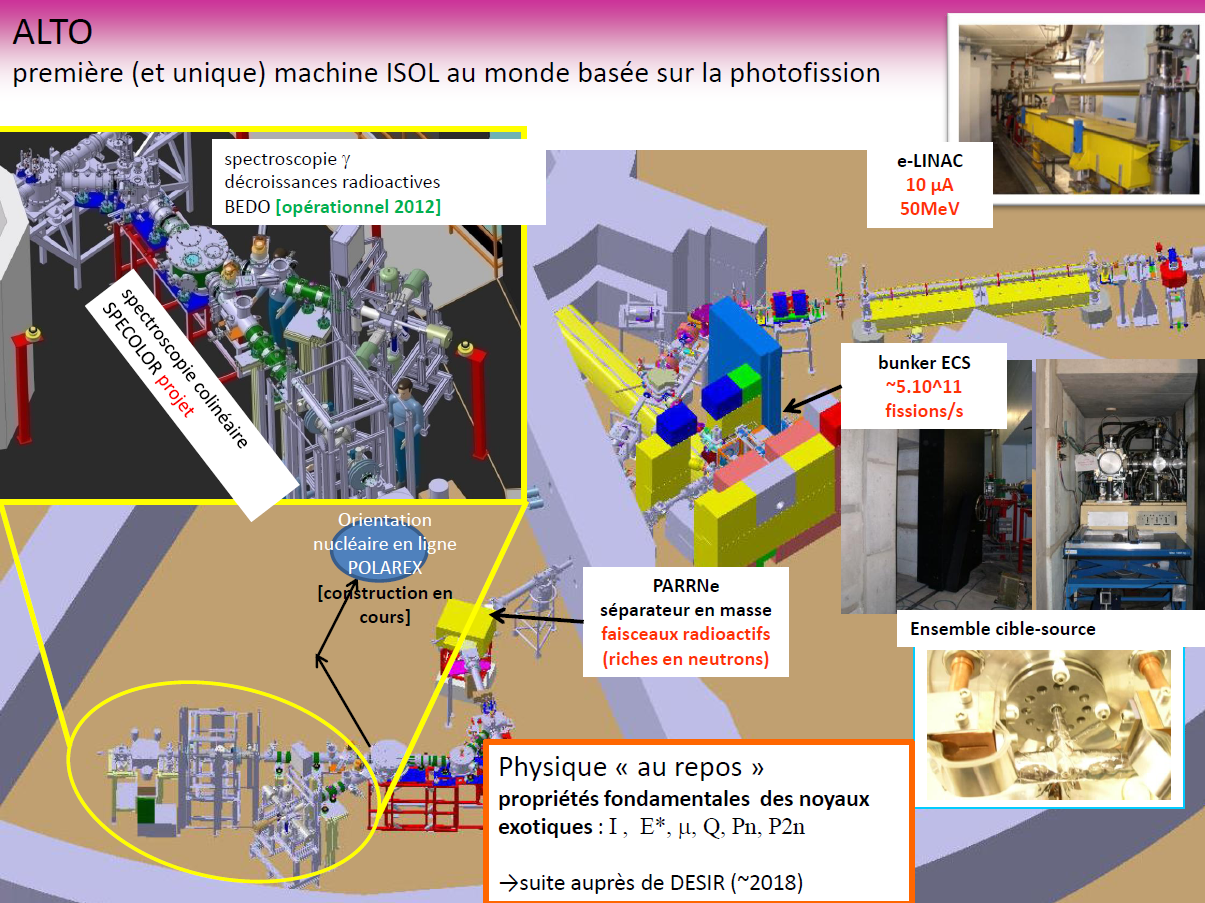 ALTO
première (et unique) machine ISOL au monde basée sur la photofission
spectroscopie γ
décroissances radioactives
BEDO [opérationnel 2012]
e-LINAC
10 µA
50MeV
spectroscopie colinéaire
SPECOLOR projet
bunker ECS
~5.10^11
fissions/s
Orientation
nucléaire en ligne
POLAREX
[construction en
cours]
PARRNe
séparateur en masse
faisceaux radioactifs
(riches en neutrons)
Ensemble cible-source
Physique « au repos »
propriétés fondamentales des noyaux
exotiques : I , E*, μ, Q, Pn, P2n
→suite auprès de DESIR (~2018)